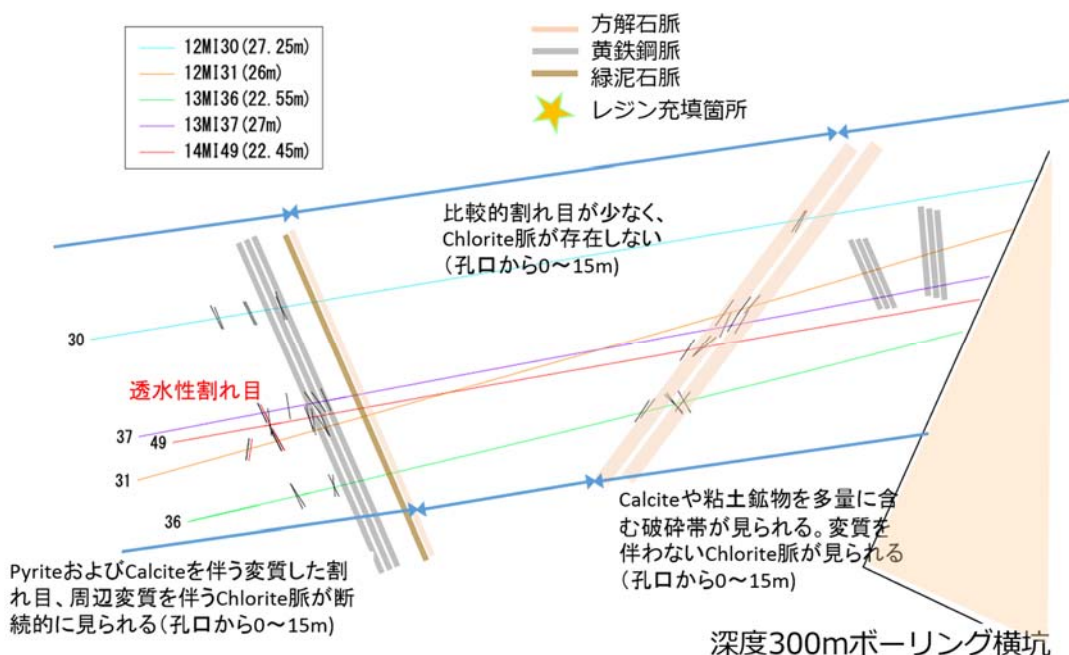 12MI30(27.25m)
12MI31(26m)
13MI36(22.55m)
13MI37(27m)
14MI49(22.45m)
方解石脈
黄鉄鋼脈
緑泥石脈
レジン充填箇所
比較的割れ目が少なく、
Chlorite脈が存在しない
(孔口から0~15m)
30
透水性割れ目
37
49
31
36
Calciteや粘土鉱物を多量に含
む破砕帯が見られる。変質を
伴わないChlorite脈が見られる
(孔口から0~15m)
PyriteおよびCalciteを伴う変質した割
れ目、周辺変質を伴うChlorite脈が断
続的に見られる(孔口から0~15m)
深度300mボーリング横坑